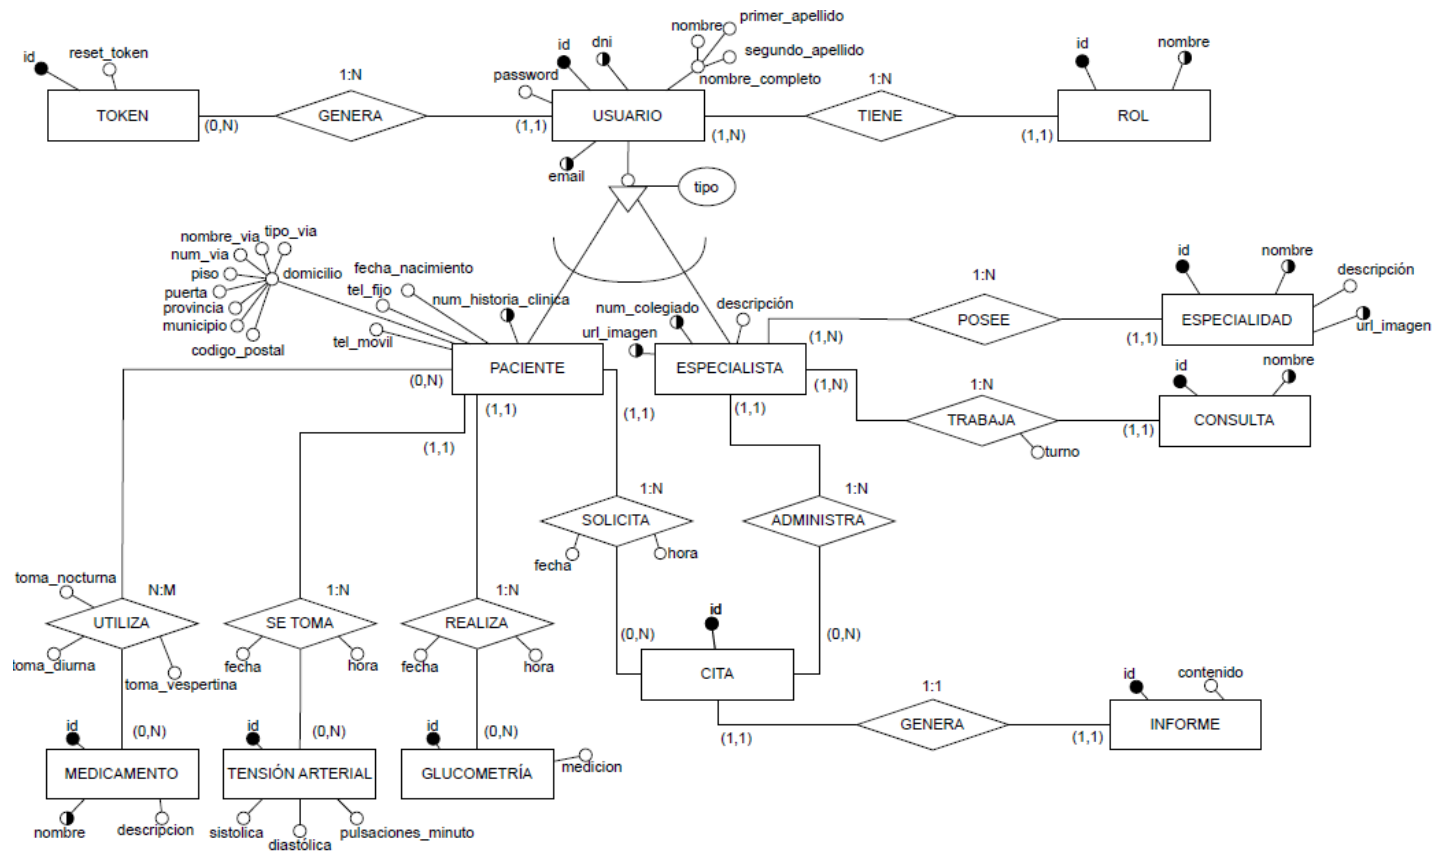 primer_apellido
nombre
id
reset_token
id
dni
segundo_apellido
id
nombre
password
nombre_completo
1:N
1:N
TOKEN
GENERA
USUARIO
TIENE
ROL
(0,N)
(1,1)
(1,N)
(1,1)
email
tipo
nombre_via
tipo_via
num_via
piso
domicilio
puerta
provincia
municipio
codigo_postal
fecha_nacimiento
tel_fijo
num_historia_clinica
tel_movil
num_colegiado
descripción
url_imagen
1:N
id
nombre
descripción
POSEE
ESPECIALIDAD
url_imagen
(1,N)
(1,1)
PACIENTE
ESPECIALISTA
(0,N)
(1,1)
(1,1)
(1,1)
(1,1)
(1,N)
1:N
id
nombre
TRABAJA
CONSULTA
(1,1)
turno
1:N
1:N
SOLICITA
ADMINISTRA
fecha
hora
toma_nocturna
N:M
1:N
1:N
UTILIZA
SE TOMA
REALIZA
toma_diurna
toma_vespertina
fecha
hora
fecha
hora
(0,N)
id
(0,N)
CITA
1:1
id
contenido
GENERA
INFORME
(1,1)
(1,1)
id
(0,N)
id
(0,N)
id
(0,N)
MEDICAMENTO
TENSIÓN ARTERIAL
GLUCOMETRÍA
medicion
nombre
descripcion
sistolica
diastólica
pulsaciones_minuto